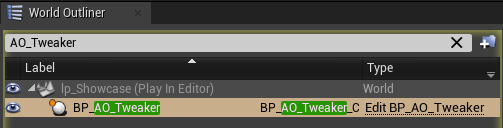 World Outliner
AO_Tweaker
Label Type
lp_Showcase (Play In Editor) World
BP_AO_Tweaker BP_AO_Tweaker_C Edit BP_AO_Tweaker